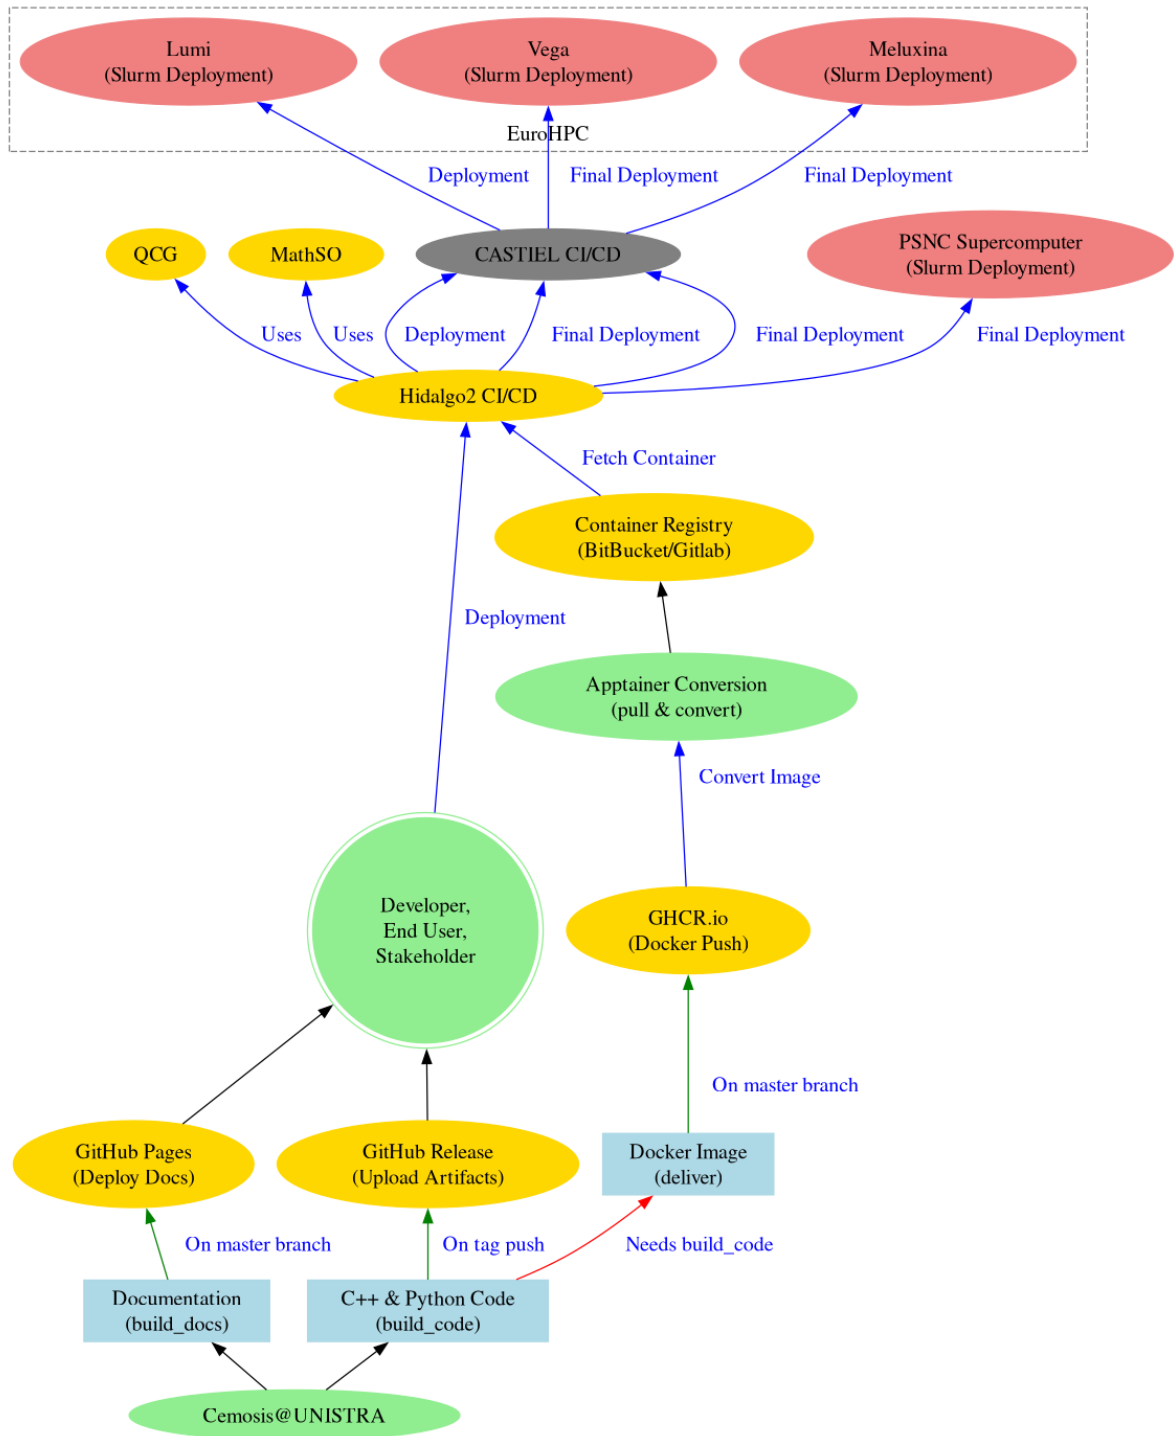 Lumi
(Slurm Deployment)
Vega
(Slurm Deployment)
Meluxina
(Slurm Deployment)
EuroHPC
Deployment
Final Deployment
Final Deployment
QCG
MathSO
CASTIEL CI/CD
PSNC Supercomputer
(Slurm Deployment)
Uses
Uses
Deployment
Final Deployment
Final Deployment
Final Deployment
Hidalgo2 CI/CD
Fetch Container
Container Registry
(BitBucket/Gitlab)
Deployment
Apptainer Conversion
(pull & convert)
Convert Image
Developer,
End User,
Stakeholder
GHCR.io
(Docker Push)
On master branch
GitHub Pages
(Deploy Docs)
GitHub Release
(Upload Artifacts)
Docker Image
(deliver)
On master branch
On tag push
Needs build_code
Documentation
(build_docs)
C++ & Python Code
(build_code)
Cemosis@UNISTRA